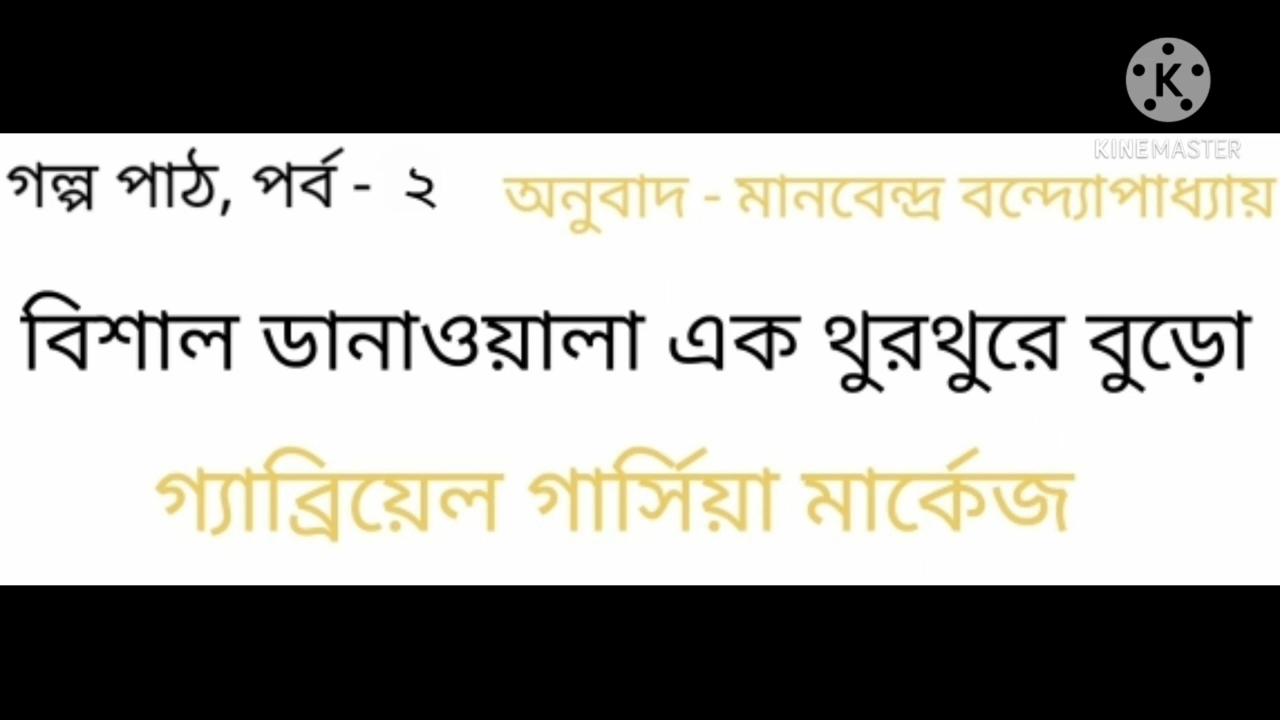 KINEMASTER
গল্প পাঠ, পর্ব - ২ অনুবাদ - মানবেন্দ্র বন্দ্যোপাধ্যায়
বিশাল ডানাওয়ালা এক থুরথুরে বুড়ো
গ্যাব্রিয়েল গার্সিয়া মার্কেজ